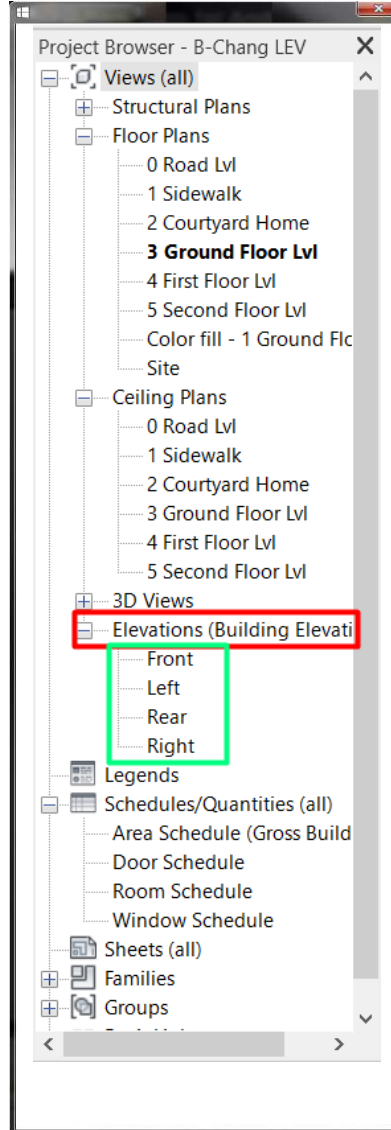 Project Browser - B-Chang LEV
Views (all)
Structural Plans
Floor Plans
0 Road Lvl
1 Sidewalk
2 Courtyard Home
3 Ground Floor Lvl
4 First Floor Lvl
5 Second Floor Lvl
Color fill - 1 Ground Flc
Site
Ceiling Plans
0 Road Lvl
1 Sidewalk
2 Courtyard Home
3 Ground Floor Lvl
4 First Floor Lvl
5 Second Floor Lvl
3D Views
Elevations (Building Elevati
Front
Left
Rear
Right
Legends
Schedules/Quantities (all)
Area Schedule (Gross Build
Door Schedule
Room Schedule
Window Schedule
Sheets (all)
Families
Groups